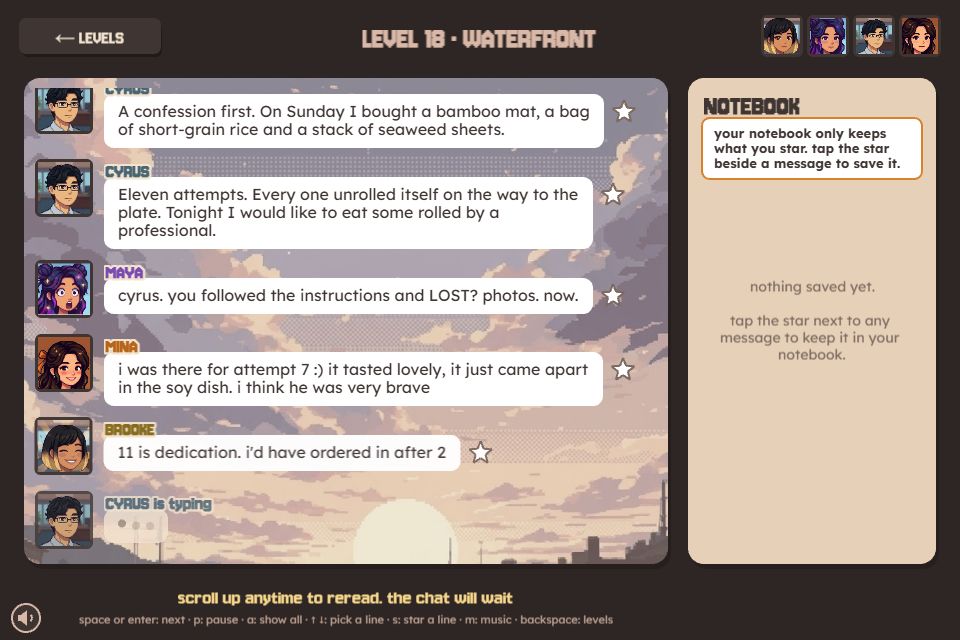 ← LEVELS
LEVEL 18 · WATERFRONT
CYRUS
A confession first. On Sunday I bought a bamboo mat, a bag
of short-grain rice and a stack of seaweed sheets.
CYRUS
Eleven attempts. Every one unrolled itself on the way to the
plate. Tonight I would like to eat some rolled by a
professional.
MAYA
cyrus. you followed the instructions and LOST? photos. now.
MINA
i was there for attempt 7 :) it tasted lovely, it just came apart
in the soy dish. i think he was very brave
BROOKE
11 is dedication. i'd have ordered in after 2
CYRUS is typing
NOTEBOOK
your notebook only keeps
what you star. tap the star
beside a message to save it.
nothing saved yet.
tap the star next to any
message to keep it in your
notebook.
scroll up anytime to reread. the chat will wait
space or enter: next · p: pause · a: show all · ↑ ↓: pick a line · s: star a line · m: music · backspace: levels